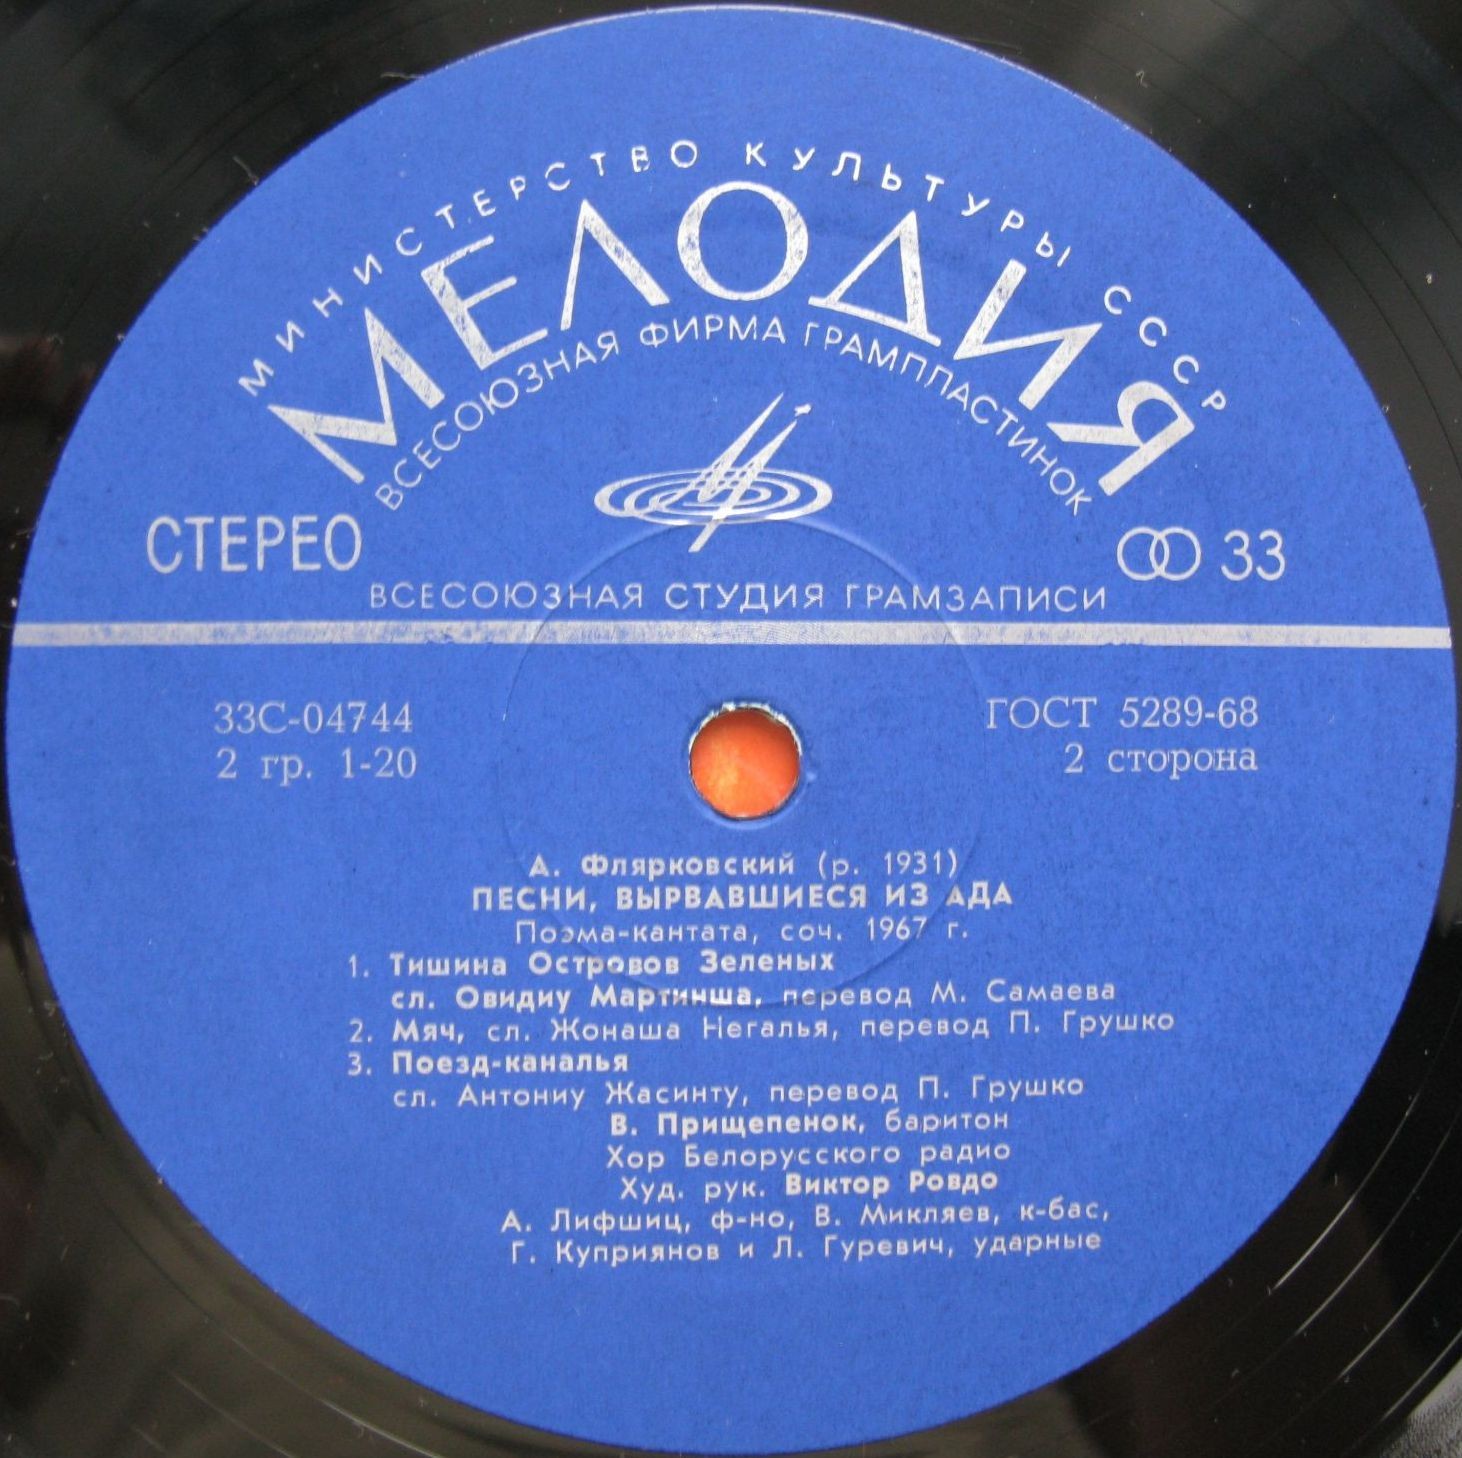 МИНИСТЕРСТВО КУЛЬТУРЫ СССР
МЕЛОДИЯ
ВСЕСОЮЗНАЯ ФИРМА ГРАМПЛАСТИНОК
СТЕРЕО
33
ВСЕСОЮЗНАЯ СТУДИЯ ГРАМЗАПИСИ
33С-04744
ГОСТ 5289-68
2 гр. 1-20
2 сторона
А. Флярковский (р. 1931)
ПЕСНИ, ВЫРВАВШИЕСЯ ИЗ АДА
Поэма-кантата, соч. 1967 г.
1. Тишина Островов Зеленых
сл. Овидиу Мартинша, перевод М. Самаева
2. Мяч, сл. Жонаша Негалья, перевод П. Грушко
3. Поезд-каналья
сл. Антониу Жасинту, перевод П. Грушко
В. Прищепенок, баритон
Хор Белорусского радио
Худ. рук. Виктор Ровдо
А. Лифшиц, ф-но, В. Микляев, к-бас,
Г. Куприянов и Л. Гуревич, ударные